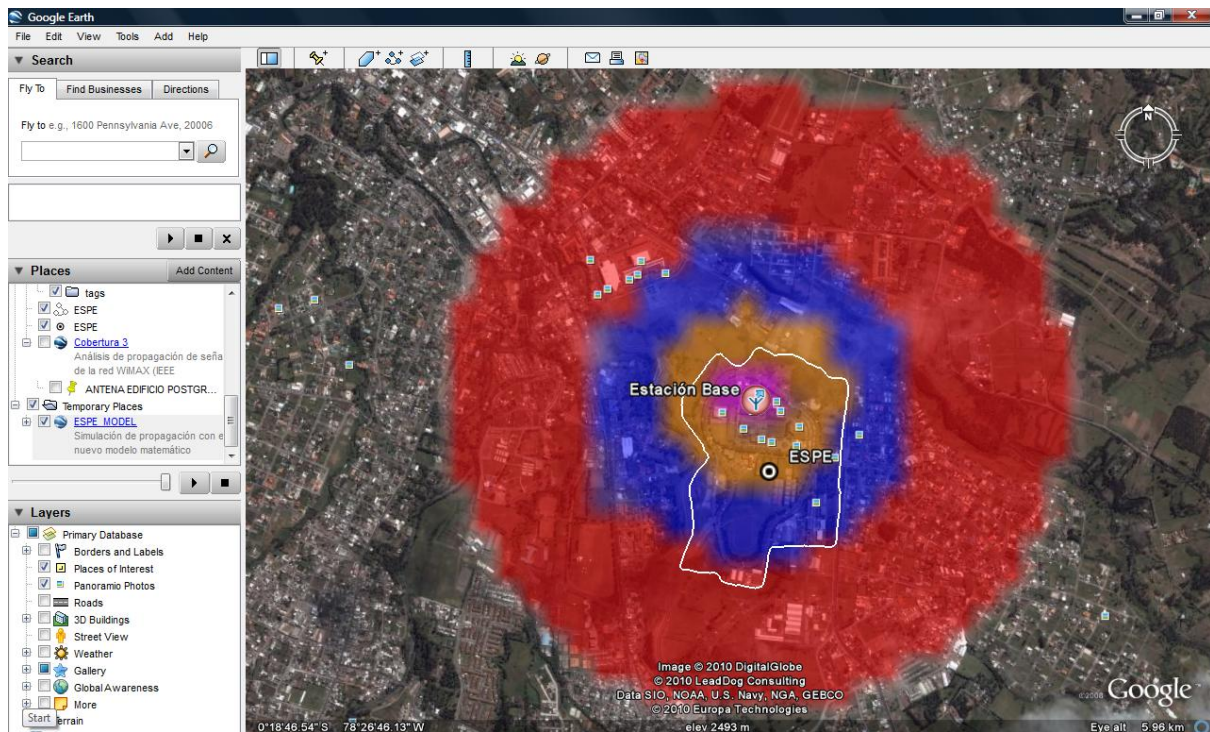 Google Earth
File Edit View Tools Add Help
Search
Fly To Find Businesses Directions
Fly to e.g., 1600 Pennsylvania Ave, 20006
Places Add Content
tags
ESPE
ESPE
Cobertura 3
Análisis de propagación de seña
de la red WiMAX (IEEE
ANTENA EDIFICIO POSTGR...
Temporary Places
ESPE_MODEL
Simulación de propagación con e
nuevo modelo matemático
Layers
Primary Database
Borders and Labels
Places of Interest
Panoramio Photos
Roads
3D Buildings
Street View
Weather
Gallery
Global Awareness
More
Start errain
N
Estación Base
ESPE
Image © 2010 DigitalGlobe
© 2010 LeadDog Consulting
Data SIO, NOAA, U.S. Navy, NGA, GEBCO
© 2010 Europa Technologies
©2008 Google
0°18'46.54" S 78°26'46.13" W elev 2493 m Eye alt 5.96 km